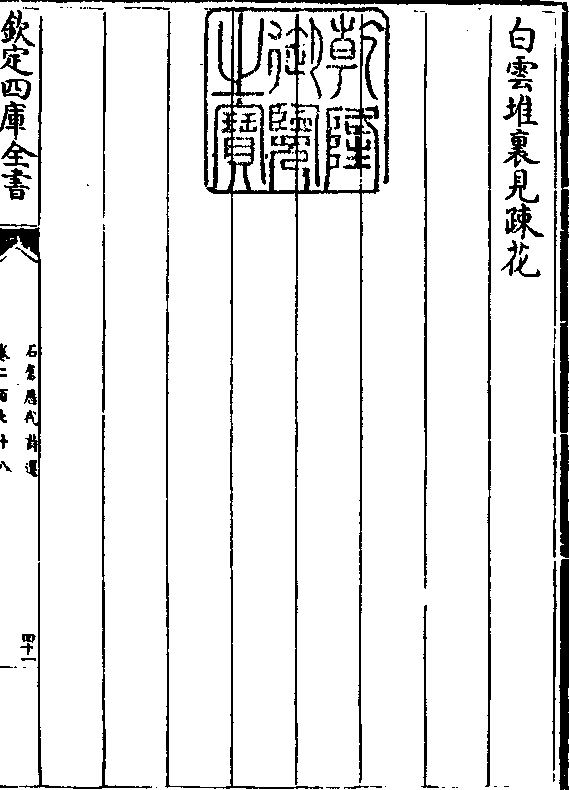 白雲堆裏見疎花
乾隆
御覽
之寶
欽定四庫全書
石倉歷代詩選
卷二百六十八
四十一